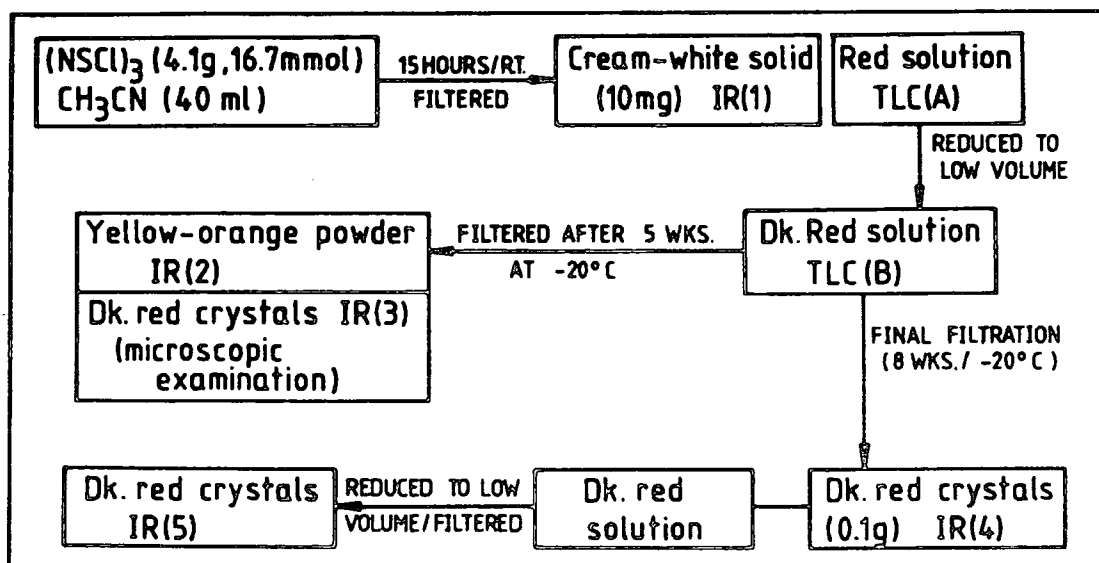 (NSCl)3 (4.1g,16.7mmol)
CH3CN (40 ml)
15HOURS/RT.
FILTERED
Cream-white solid
(10mg) IR(1)
Red solution
TLC(A)
REDUCED TO
LOW VOLUME
Dk. Red solution
TLC(B)
FILTERED AFTER 5 WKS.
AT -20°C
Yellow-orange powder
IR(2)
Dk. red crystals IR(3)
(microscopic
examination)
FINAL FILTRATION
(8 WKS./ -20°C)
Dk. red crystals
(0.1g) IR(4)
Dk. red
solution
REDUCED TO LOW
VOLUME/FILTERED
Dk. red crystals
IR(5)